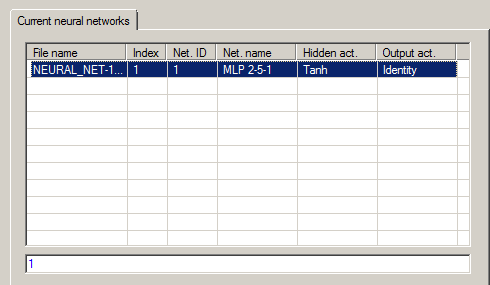 Current neural networks
File name Index Net. ID Net. name Hidden act. Output act.
NEURAL_NET-1... 1 1 MLP 2-5-1 Tanh Identity
1